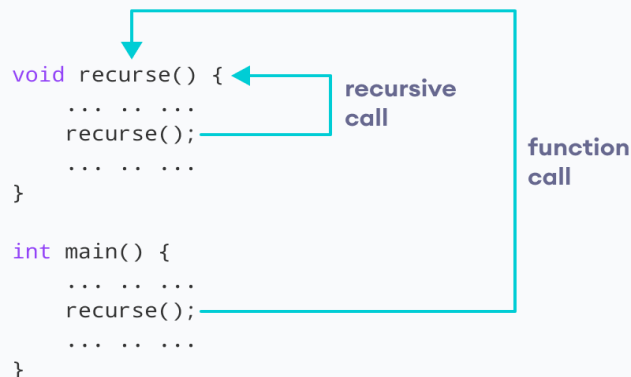 void recurse() {
... .. ...
recurse();
... .. ...
}
recursive
call
function
call
int main() {
... .. ...
recurse();
... .. ...
}